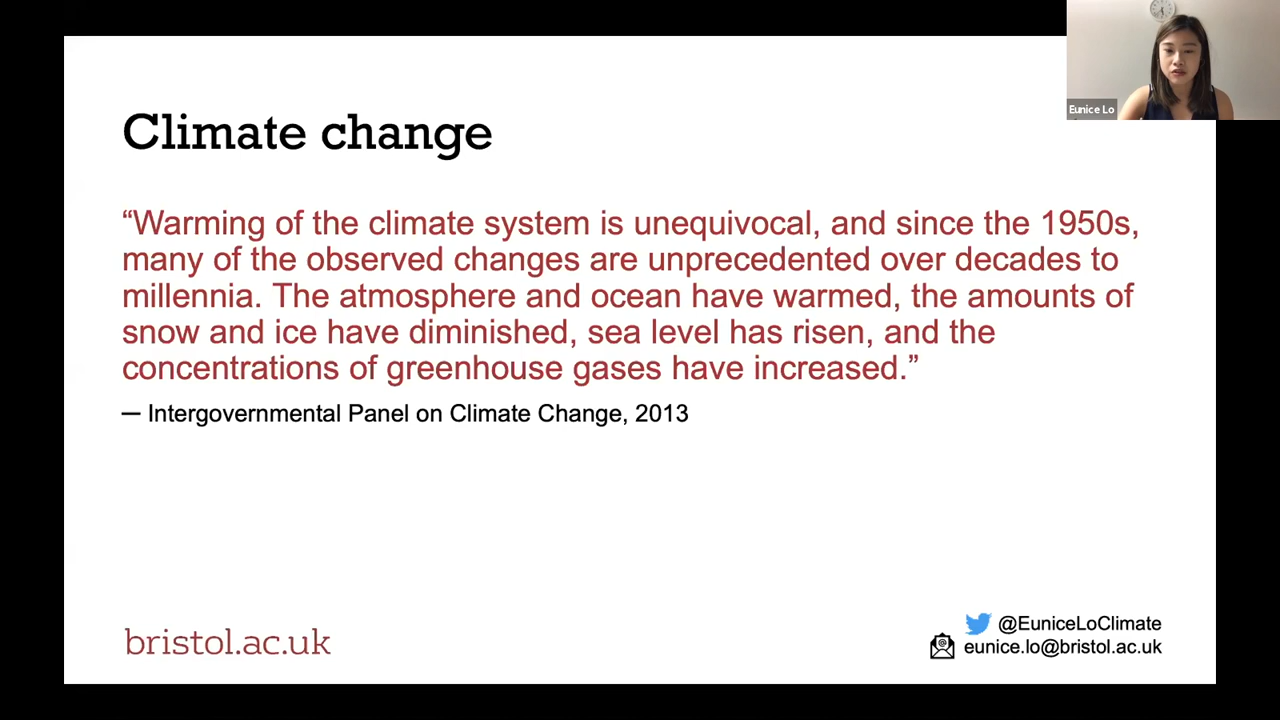 Eunice Lo
Climate change
“Warming of the climate system is unequivocal, and since the 1950s,
many of the observed changes are unprecedented over decades to
millennia. The atmosphere and ocean have warmed, the amounts of
snow and ice have diminished, sea level has risen, and the
concentrations of greenhouse gases have increased.”
— Intergovernmental Panel on Climate Change, 2013
bristol.ac.uk
@EuniceLoClimate
eunice.lo@bristol.ac.uk